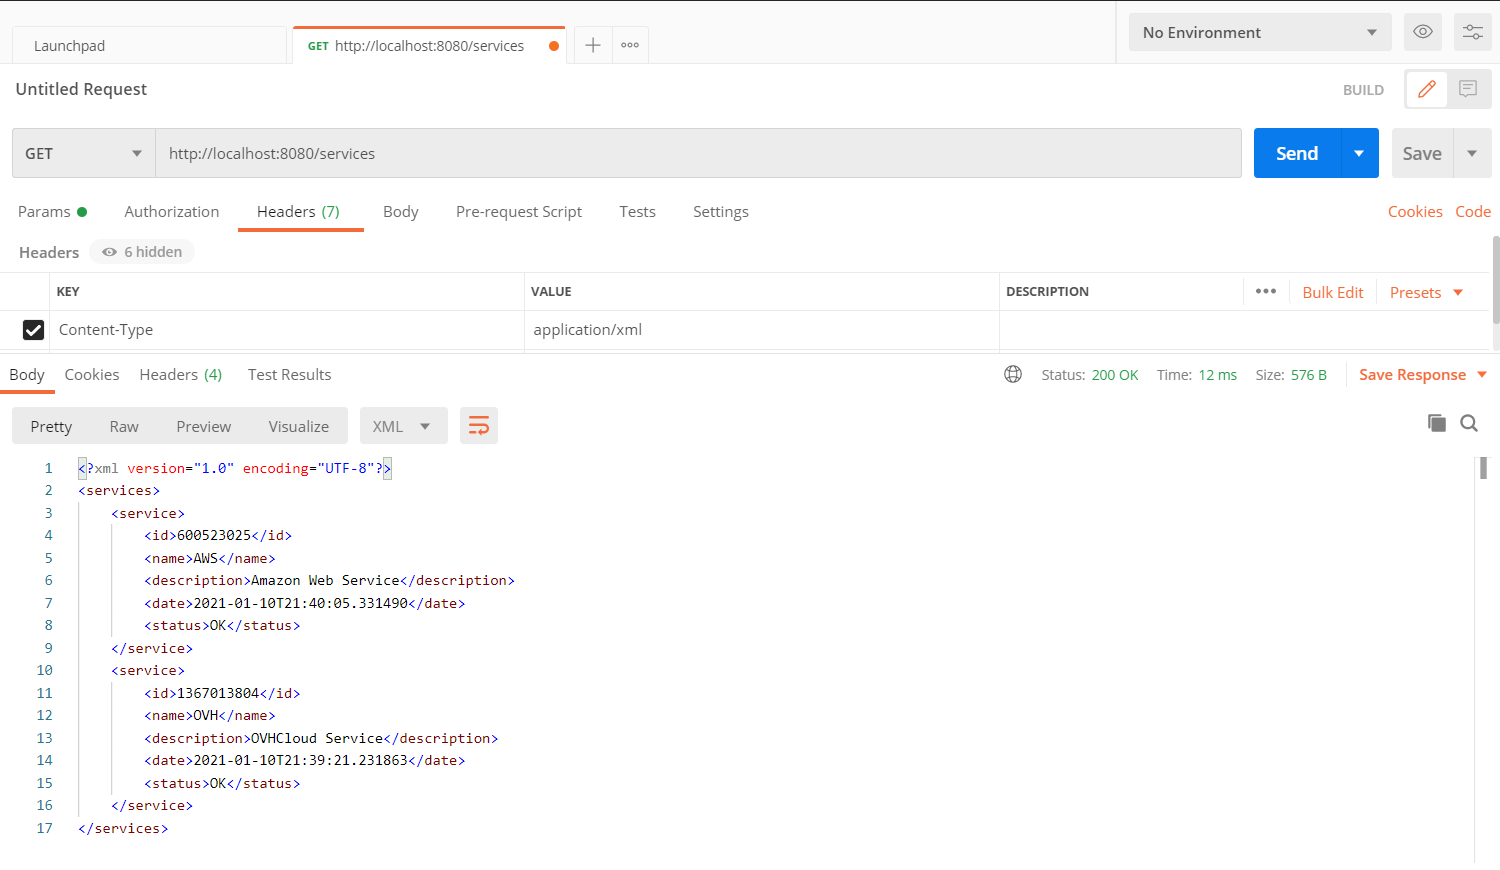 Launchpad
GET http://localhost:8080/services
No Environment
Untitled Request
BUILD
GET
http://localhost:8080/services
Send
Save
Params
Authorization
Headers (7)
Body
Pre-request Script
Tests
Settings
Cookies
Code
Headers
6 hidden
KEY
VALUE
DESCRIPTION
Bulk Edit
Presets
Content-Type
application/xml
Body
Cookies
Headers (4)
Test Results
Status: 200 OK
Time: 12 ms
Size: 576 B
Save Response
Pretty
Raw
Preview
Visualize
XML
1 <?xml version="1.0" encoding="UTF-8"?>
2 <services>
3 <service>
4 <id>600523025</id>
5 <name>AWS</name>
6 <description>Amazon Web Service</description>
7 <date>2021-01-10T21:40:05.331490</date>
8 <status>OK</status>
9 </service>
10 <service>
11 <id>1367013804</id>
12 <name>OVH</name>
13 <description>OVHCloud Service</description>
14 <date>2021-01-10T21:39:21.231863</date>
15 <status>OK</status>
16 </service>
17 </services>